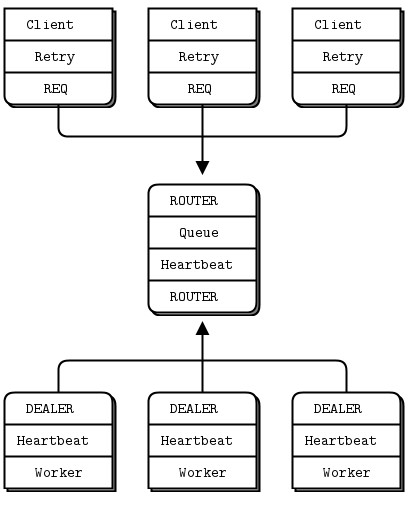 Client Client Client
Retry Retry Retry
REQ REQ REQ
ROUTER
Queue
Heartbeat
ROUTER
DEALER DEALER DEALER
Heartbeat Heartbeat Heartbeat
Worker Worker Worker